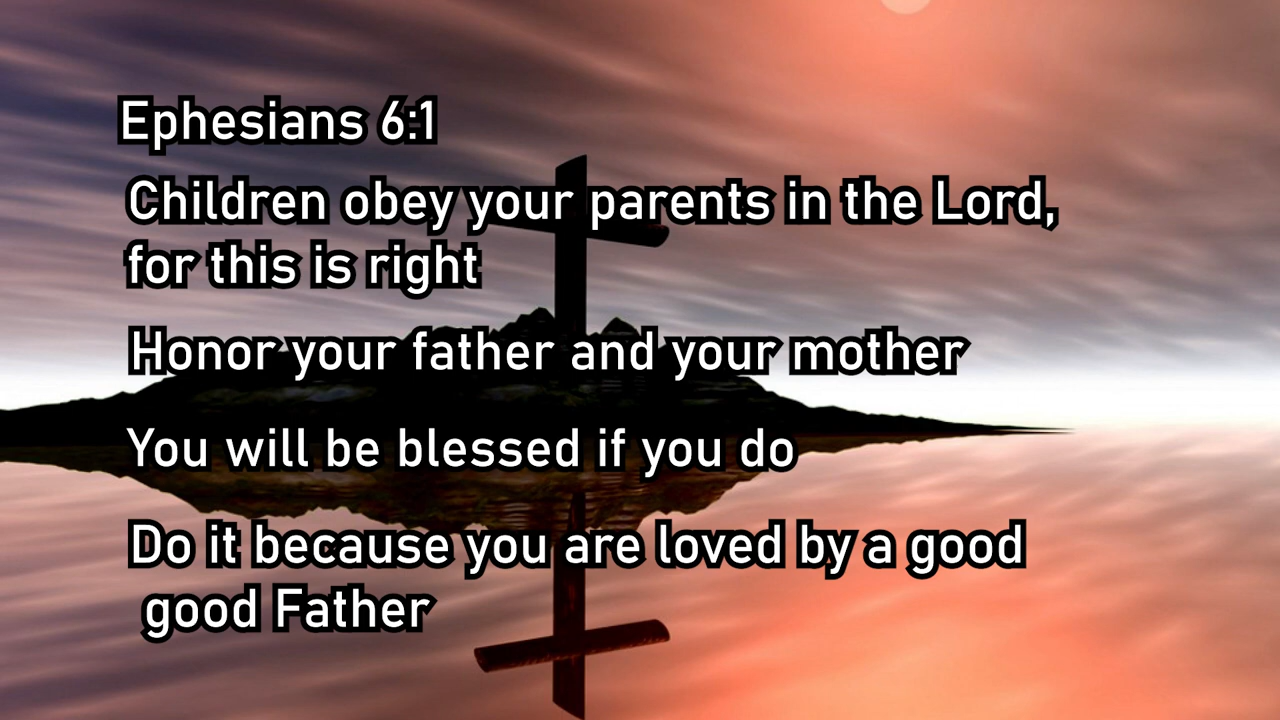 Ephesians 6:1
Children obey your parents in the Lord,
for this is right
Honor your father and your mother
You will be blessed if you do
Do it because you are loved by a good
good Father